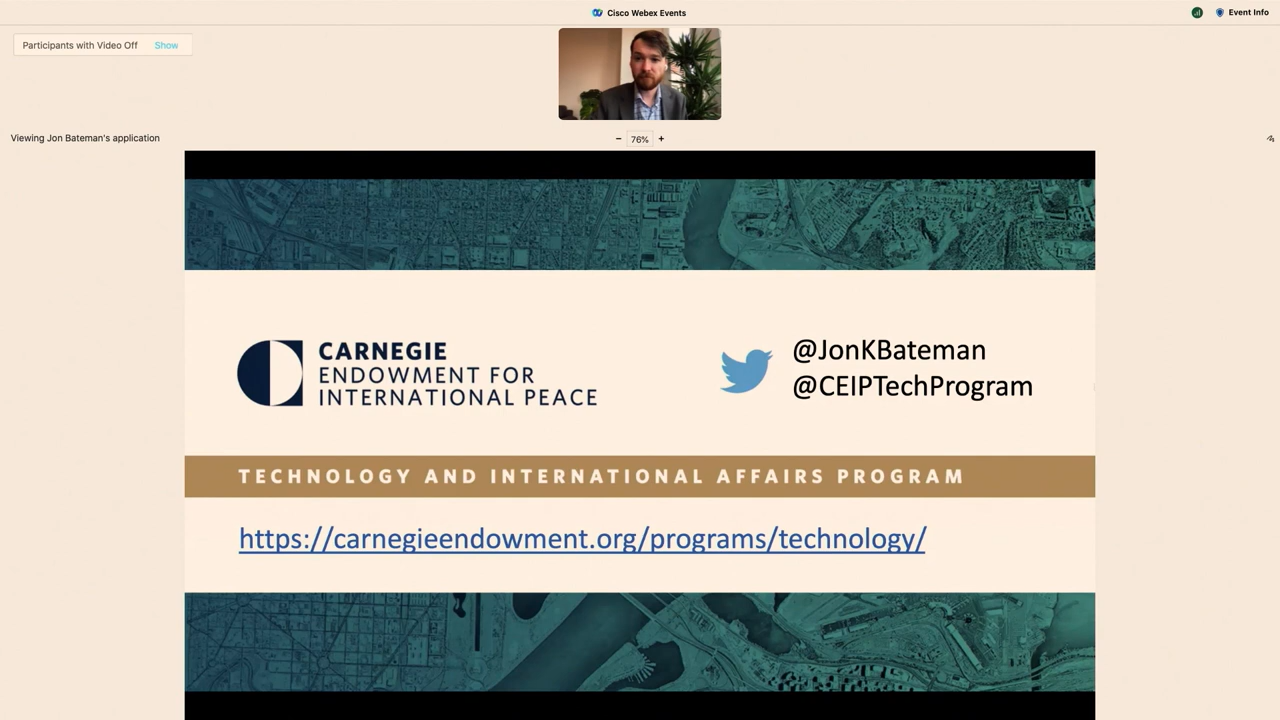 Cisco Webex Events
Event Info
Participants with Video Off Show
Viewing Jon Bateman's application
− 76% +
CARNEGIE
ENDOWMENT FOR
INTERNATIONAL PEACE
@JonKBateman
@CEIPTechProgram
TECHNOLOGY AND INTERNATIONAL AFFAIRS PROGRAM
https://carnegieendowment.org/programs/technology/